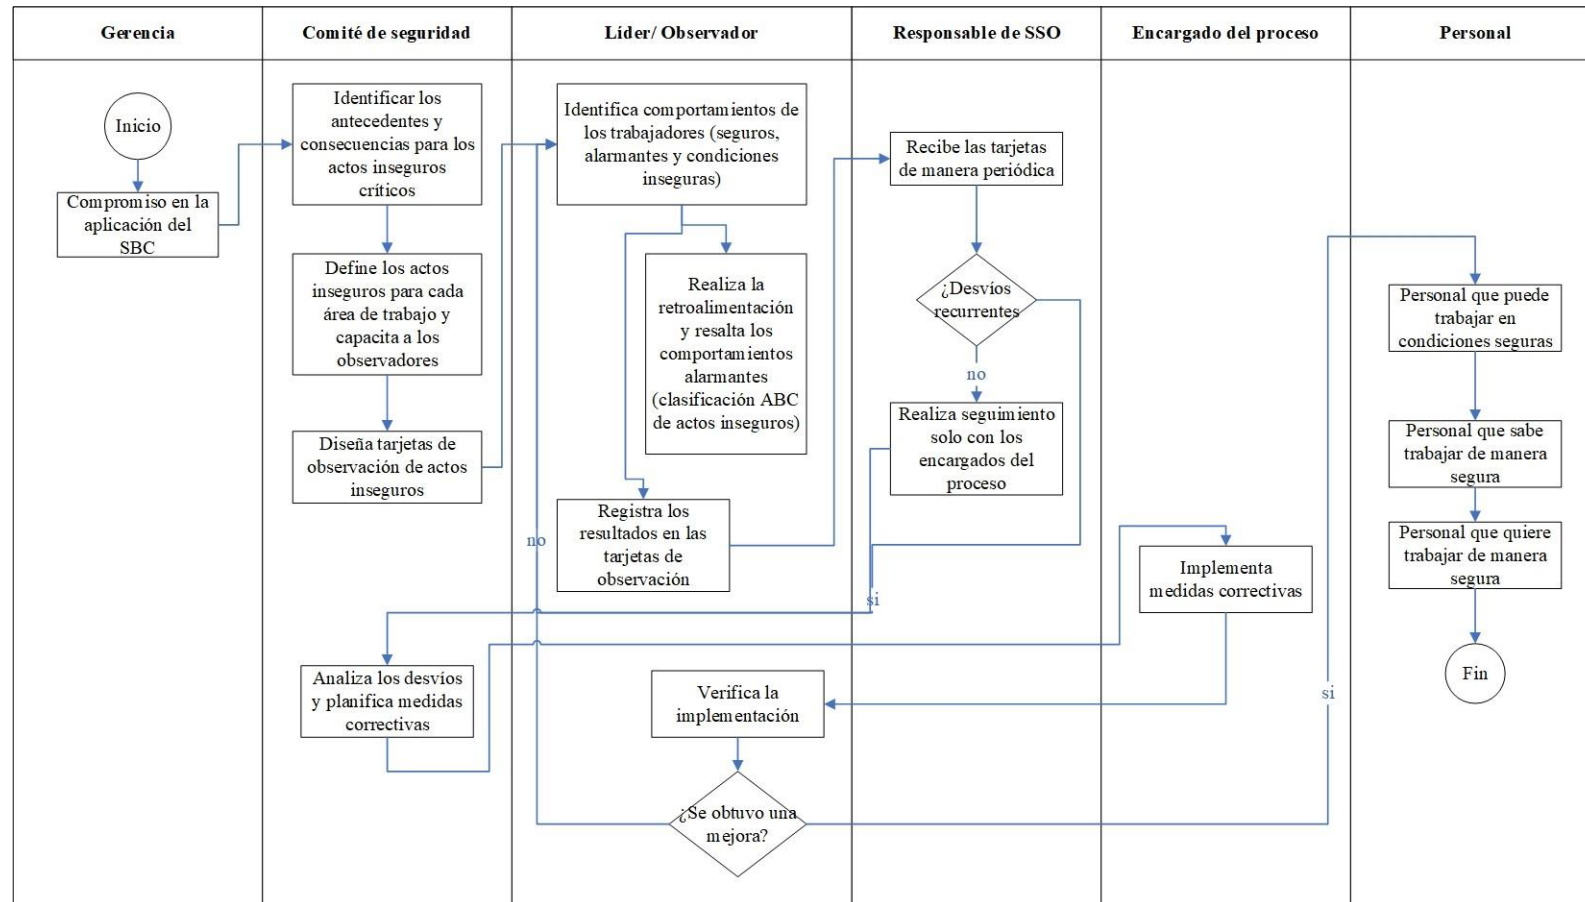 Gerencia
Comité de seguridad
Líder/ Observador
Responsable de SSO
Encargado del proceso
Personal
Inicio
Compromiso en la
aplicación del
SBC
Identificar los
antecedentes y
consecuencias para los
actos inseguros
críticos
Define los actos
inseguros para cada
área de trabajo y
capacita a los
observadores
Diseña tarjetas de
observación de actos
inseguros
Analiza los desvíos
y planifica medidas
correctivas
Identifica comportamientos de
los trabajadores (seguros,
alarmantes y condiciones
inseguras)
Realiza la
retroalimentación
y resalta los
comportamientos
alarmantes
(clasificación ABC
de actos inseguros)
Registra los
resultados en las
tarjetas de
observación
no
Verifica la
implementación
¿Se obtuvo una
mejora?
Recibe las tarjetas
de manera periódica
¿Desvíos
recurrentes
no
Realiza seguimiento
solo con los
encargados del
proceso
si
Implementa
medidas correctivas
si
Personal que puede
trabajar en
condiciones seguras
Personal que sabe
trabajar de manera
segura
Personal que quiere
trabajar de manera
segura
Fin